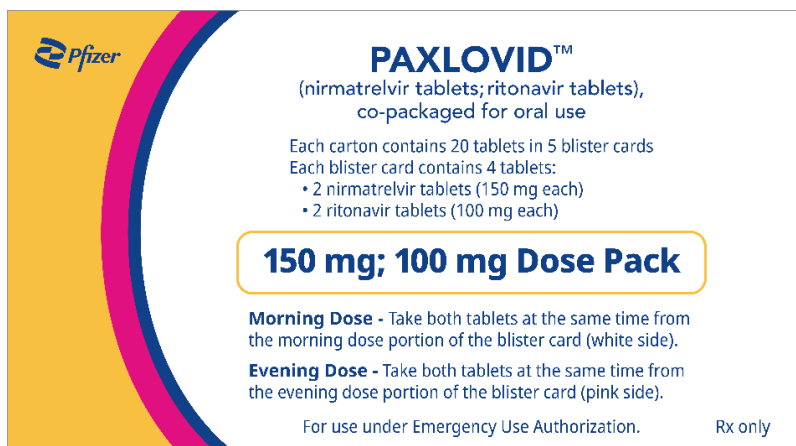 Pfizer
PAXLOVID™
(nirmatrelvir tablets; ritonavir tablets),
co-packaged for oral use
Each carton contains 20 tablets in 5 blister cards
Each blister card contains 4 tablets:
• 2 nirmatrelvir tablets (150 mg each)
• 2 ritonavir tablets (100 mg each)
150 mg; 100 mg Dose Pack
Morning Dose - Take both tablets at the same time from
the morning dose portion of the blister card (white side).
Evening Dose - Take both tablets at the same time from
the evening dose portion of the blister card (pink side).
For use under Emergency Use Authorization. Rx only